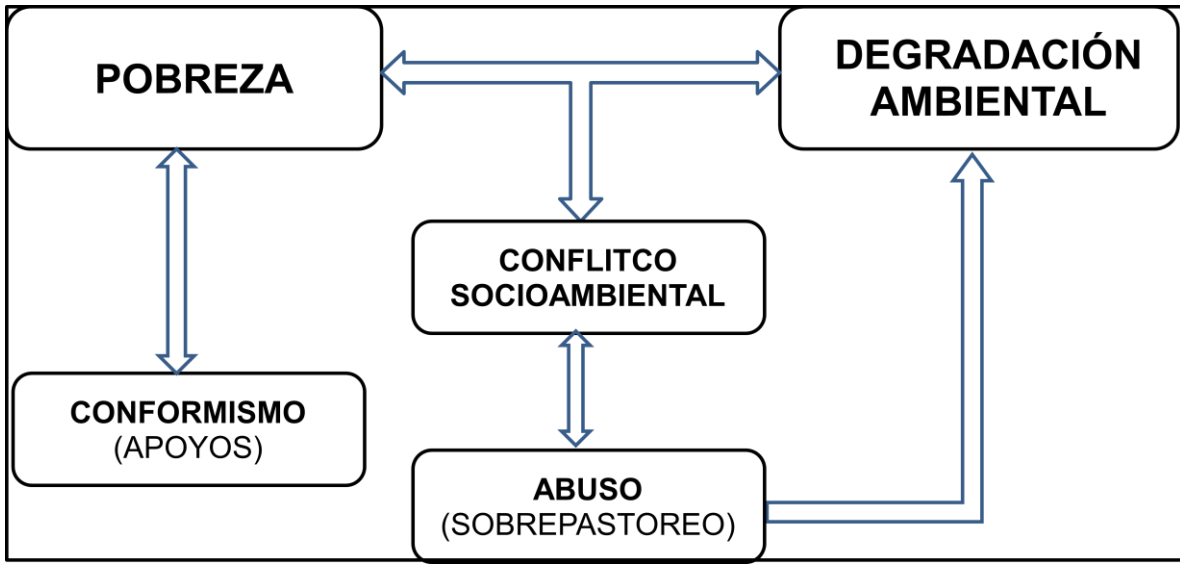 POBREZA
DEGRADACIÓN
AMBIENTAL
CONFLITCO
SOCIOAMBIENTAL
CONFORMISMO
(APOYOS)
ABUSO
(SOBREPASTOREO)